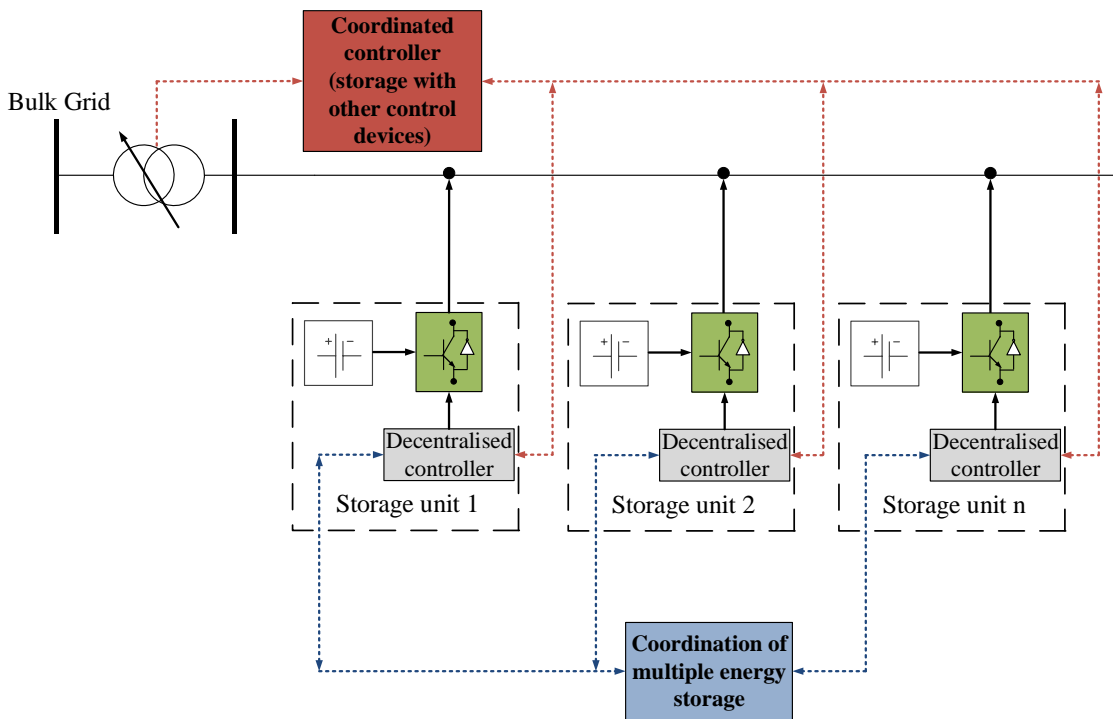 Coordinated
controller
(storage with
other control
devices)
Bulk Grid
+ −
+ −
+ −
Decentralised
controller
Decentralised
controller
Decentralised
controller
Storage unit 1
Storage unit 2
Storage unit n
Coordination of
multiple energy
storage